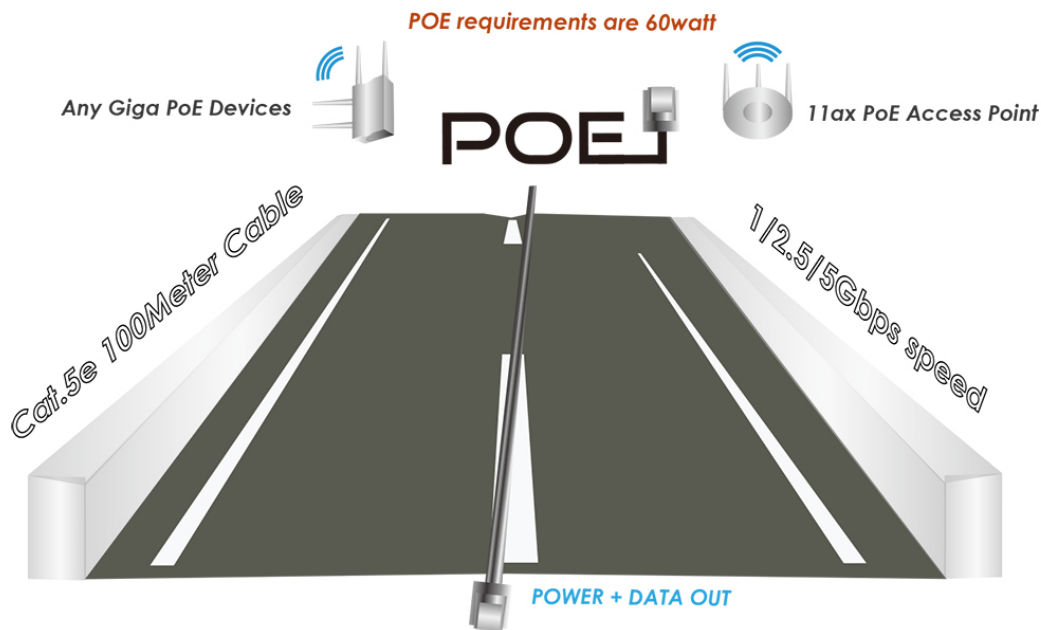 POE requirements are 60watt
Any Giga PoE Devices
POE
11ax PoE Access Point
Cat.5e 100Meter Cable
1/2.5/5Gbps speed
POWER + DATA OUT